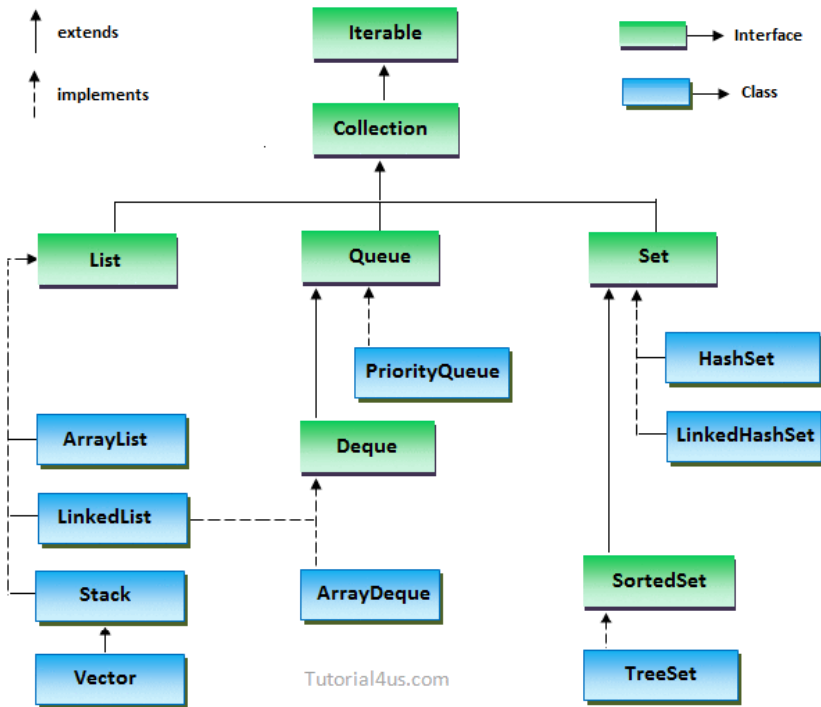 extends
implements
Iterable
Interface
Class
Collection
List
Queue
Set
PriorityQueue
HashSet
ArrayList
Deque
LinkedHashSet
LinkedList
Stack
ArrayDeque
SortedSet
Vector
Tutorial4us.com
TreeSet